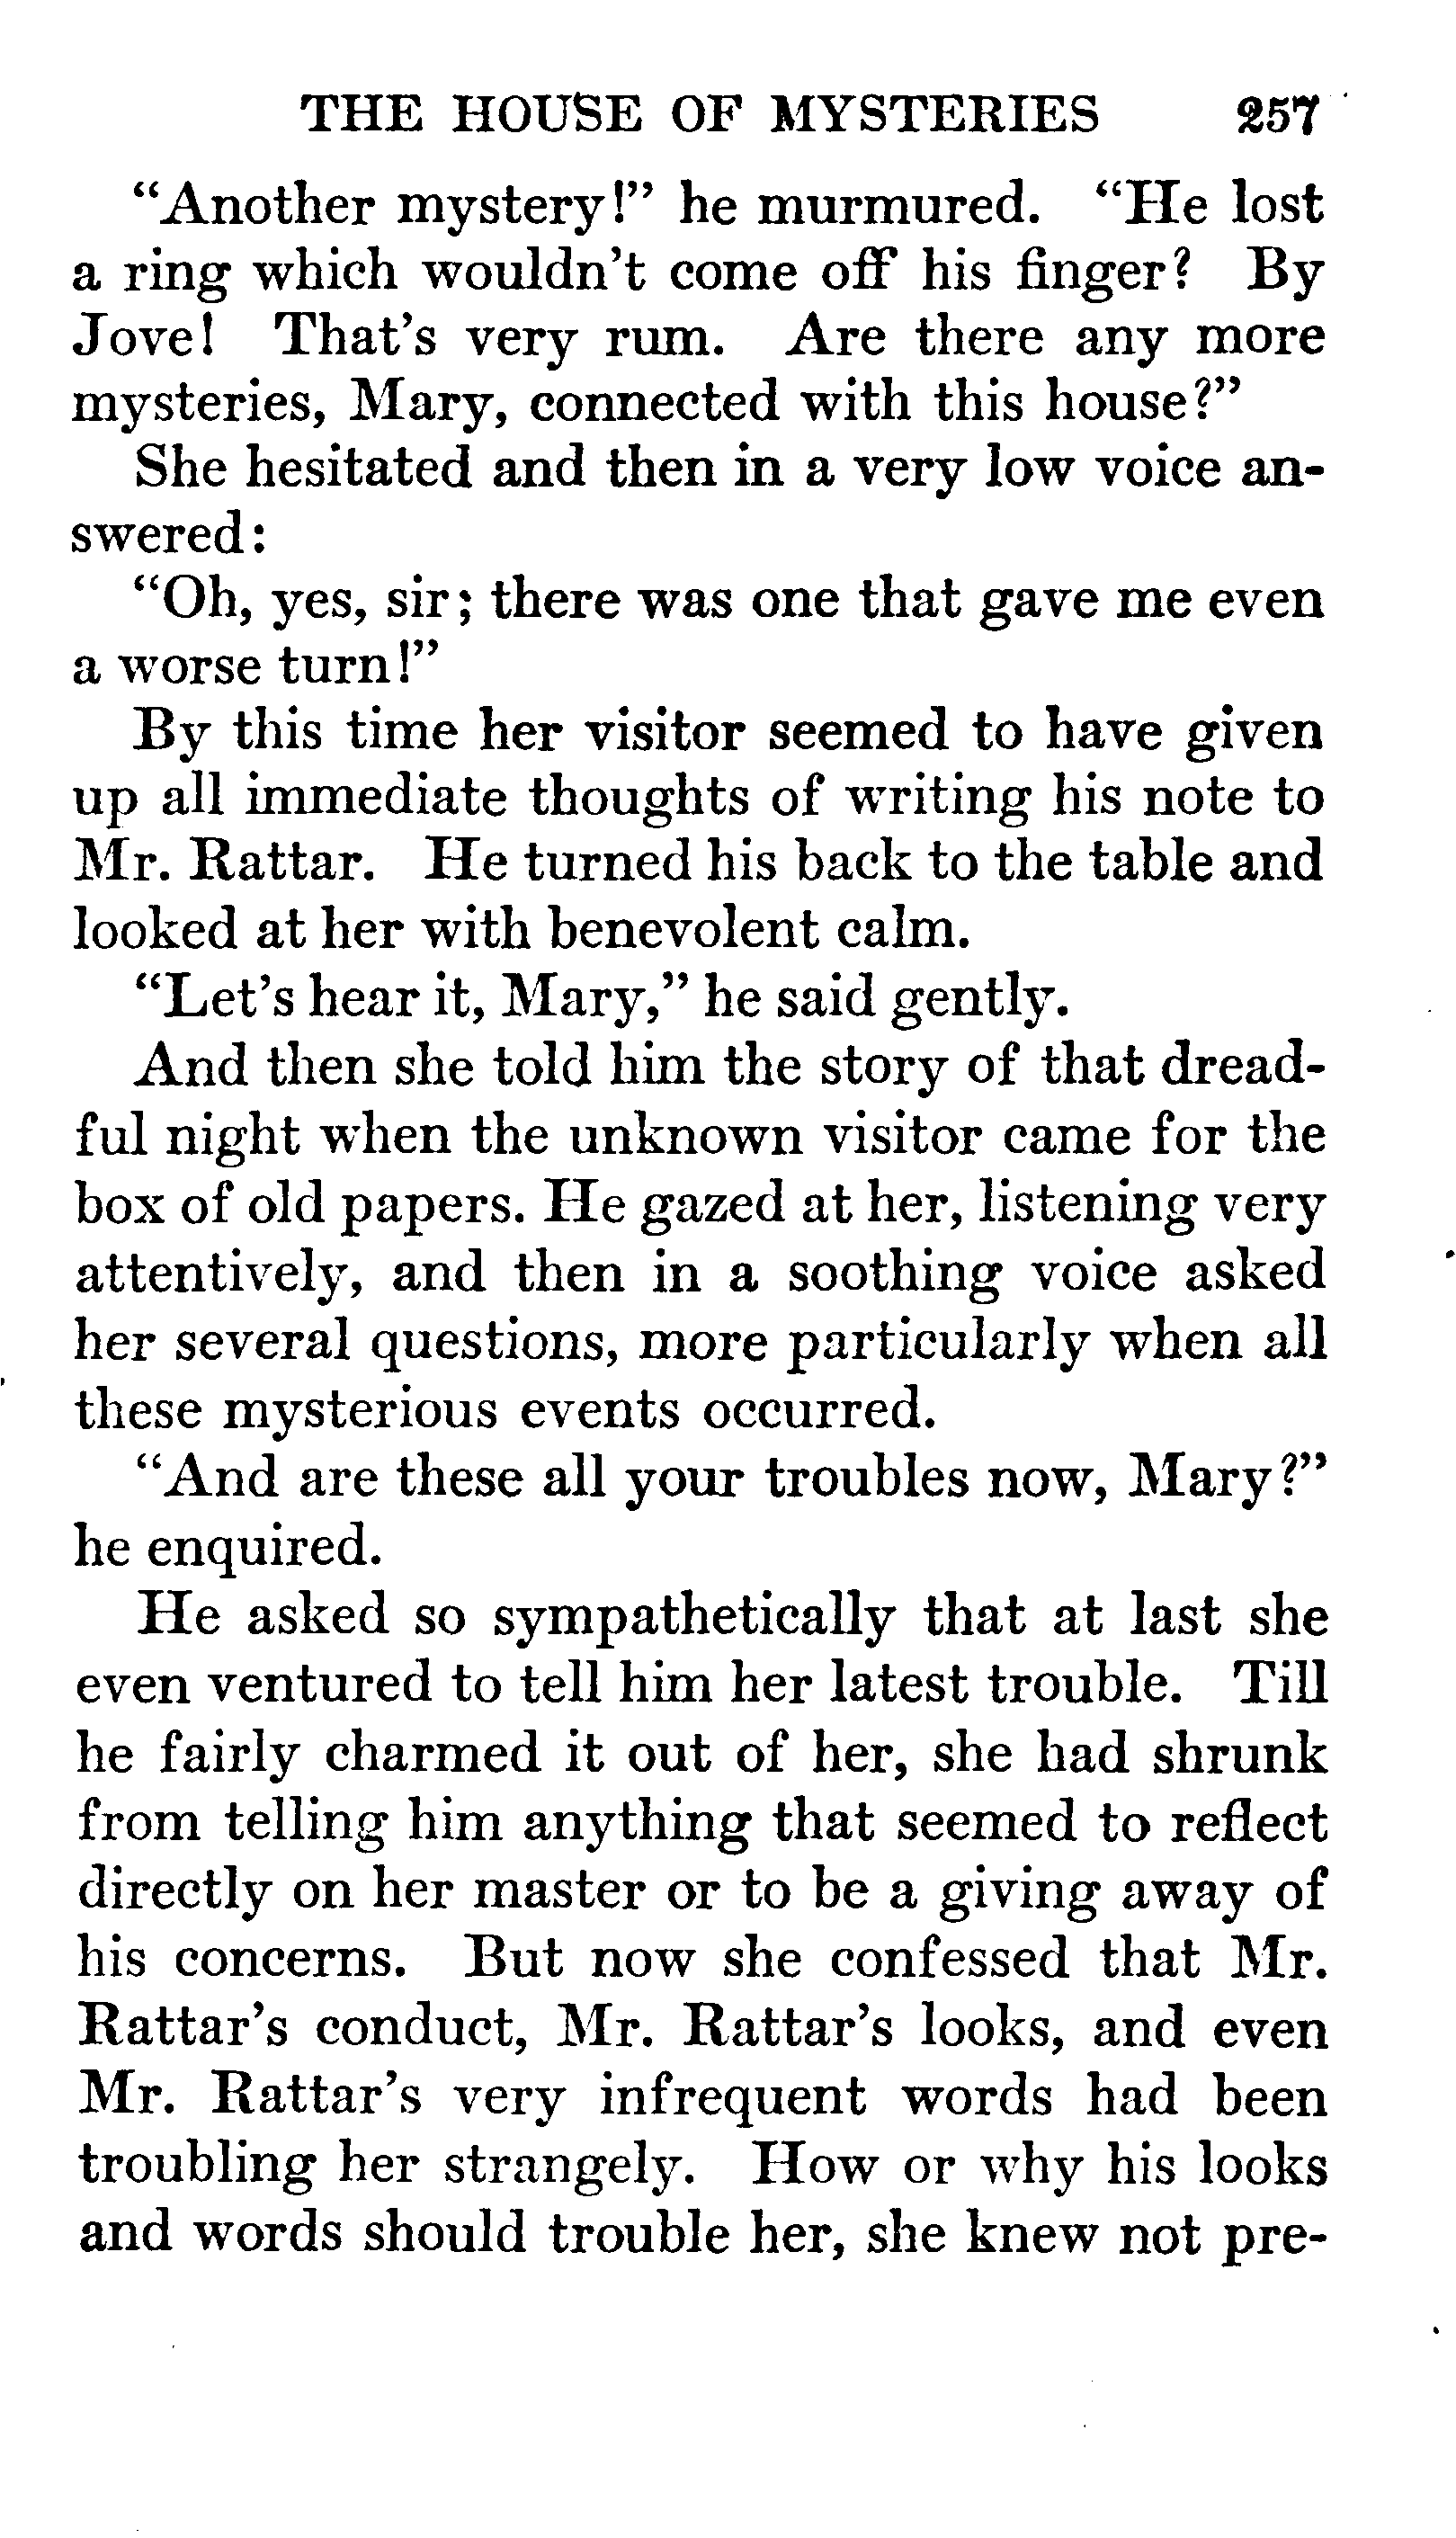 THE HOUSE OF MYSTERIES 257
"Another mystery!" he murmured. "He lost
a ring which wouldn't come off his finger? By
Jove! That's very rum. Are there any more
mysteries, Mary, connected with this house?"
She hesitated and then in a very low voice an-
swered:
"Oh, yes, sir; there was one that gave me even
a worse turn!"
By this time her visitor seemed to have given
up all immediate thoughts of writing his note to
Mr. Rattar. He turned his back to the table and
looked at her with benevolent calm.
"Let's hear it, Mary," he said gently.
And then she told him the story of that dread-
ful night when the unknown visitor came for the
box of old papers. He gazed at her, listening very
attentively, and then in a soothing voice asked
her several questions, more particularly when all
these mysterious events occurred.
"And are these all your troubles now, Mary?"
he enquired.
He asked so sympathetically that at last she
even ventured to tell him her latest trouble. Till
he fairly charmed it out of her, she had shrunk
from telling him anything that seemed to reflect
directly on her master or to be a giving away of
his concerns. But now she confessed that Mr.
Rattar's conduct, Mr. Rattar's looks, and even
Mr. Rattar's very infrequent words had been
troubling her strangely. How or why his looks
and words should trouble her, she knew not pre-